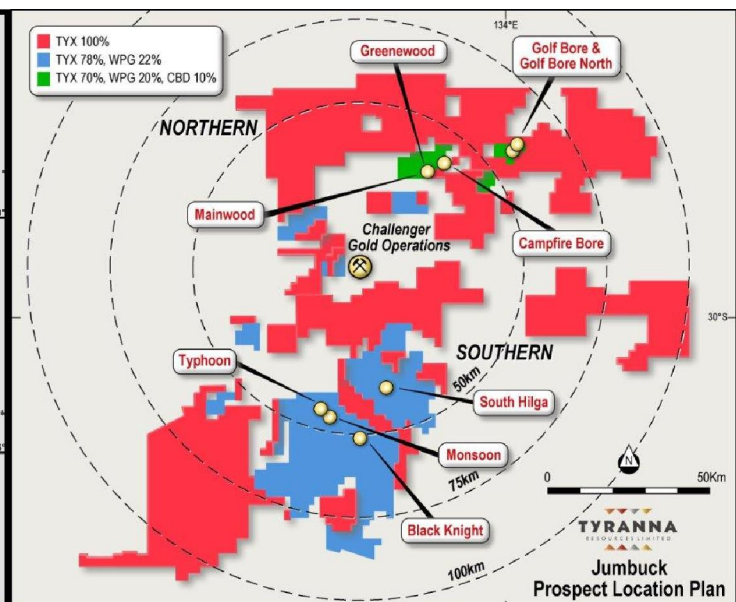 134°E
TYX 100%
TYX 78%, WPG 22%
TYX 70%, WPG 20%, CBD 10%
Greenewood
Golf Bore &
Golf Bore North
NORTHERN
Mainwood
Challenger
Gold Operations
Campfire Bore
30°S
Typhoon
SOUTHERN
50km
South Hilga
Monsoon
75km
N
0
50Km
Black Knight
TYRANNA
RESOURCES LIMITED
100km
Jumbuck
Prospect Location Plan